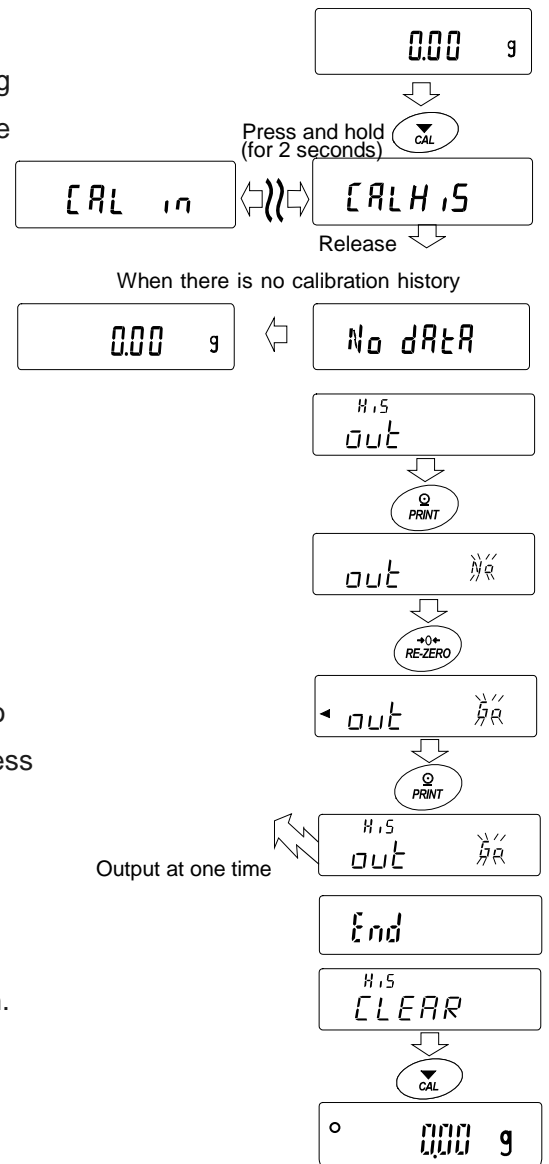 0.00 g
g
e
CAL
Press and hold
(for 2 seconds)
CAL in
CALHiS
Release
When there is no calibration history
0.00 g
No dAtA
HiS
out
PRINT
out No
→0←
RE-ZERO
out Go
o
ess
PRINT
HiS
out Go
Output at one time
End
HiS
CLEAR
n.
CAL
0.00 g